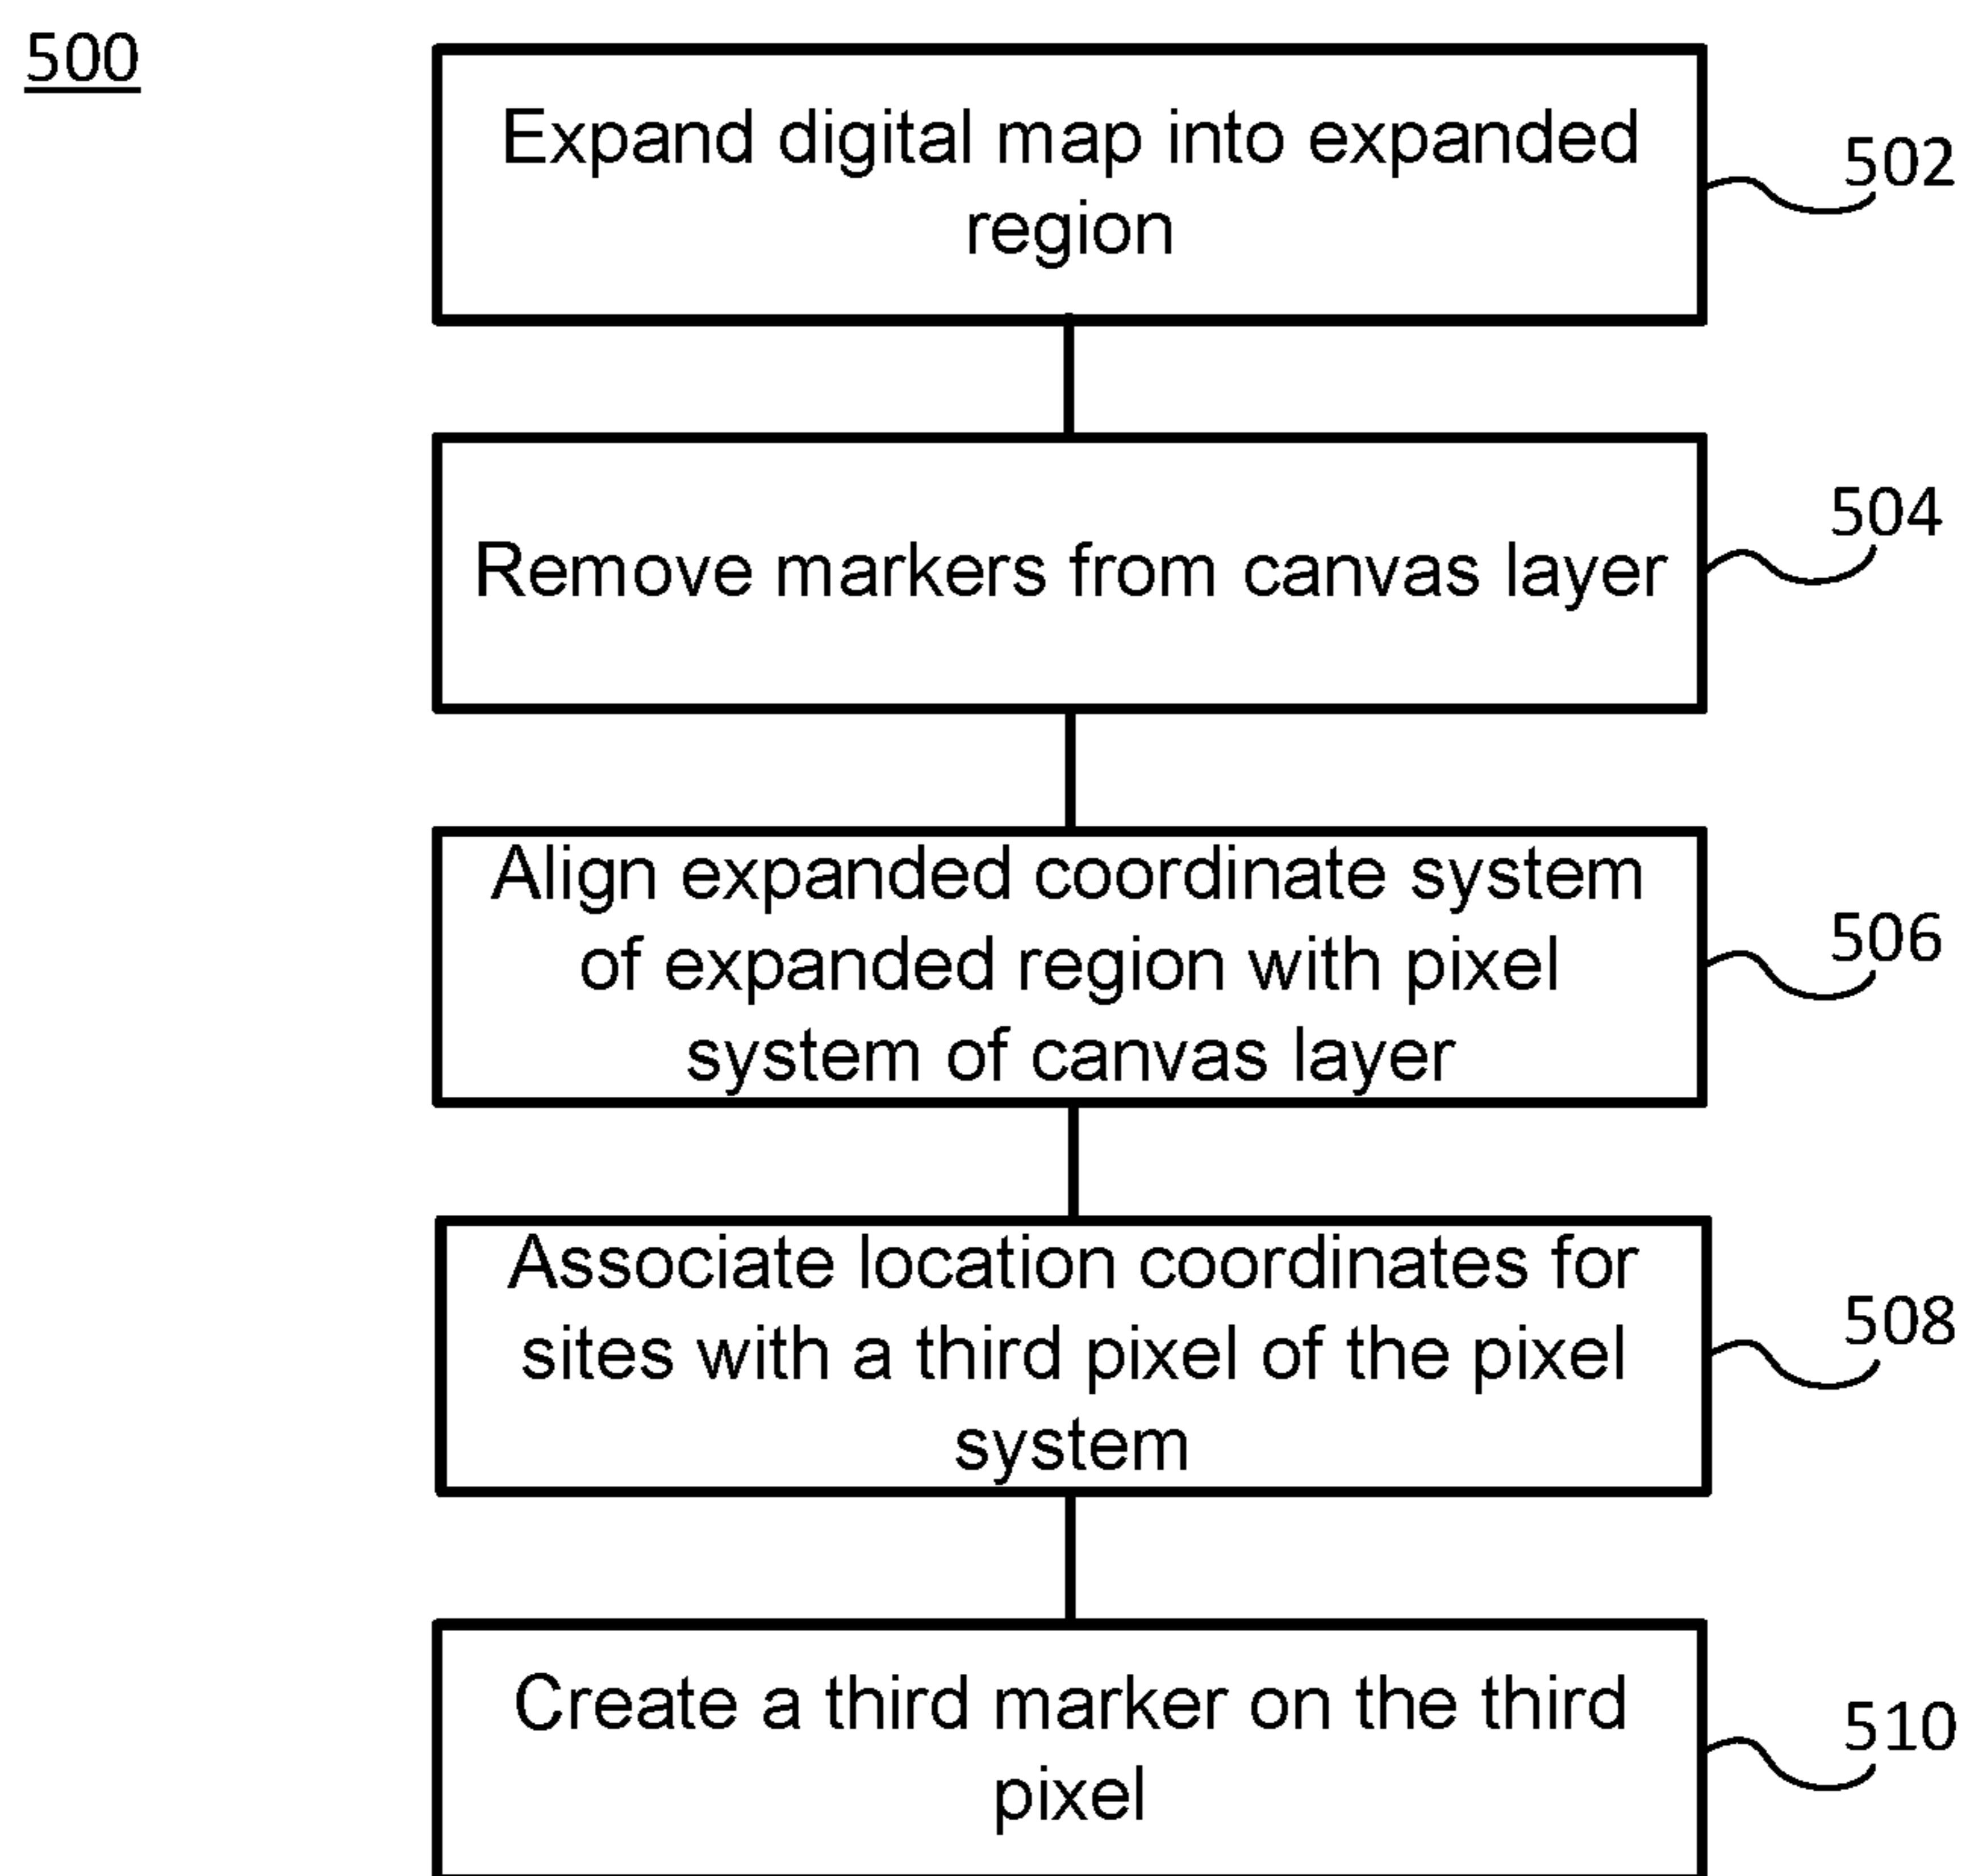 500
Expand digital map into expanded
region
502
Remove markers from canvas layer
504
Align expanded coordinate system
of expanded region with pixel
system of canvas layer
506
Associate location coordinates for
sites with a third pixel of the pixel
system
508
Create a third marker on the third
pixel
510